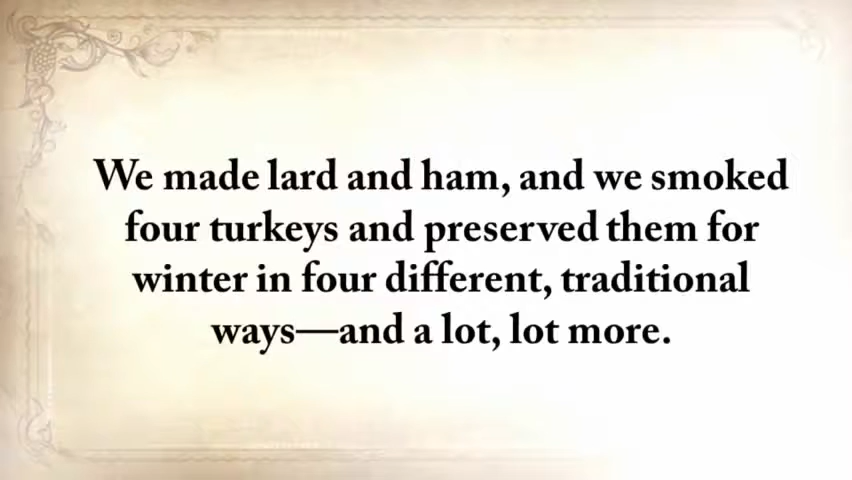 We made lard and ham, and we smoked
four turkeys and preserved them for
winter in four different, traditional
ways—and a lot, lot more.